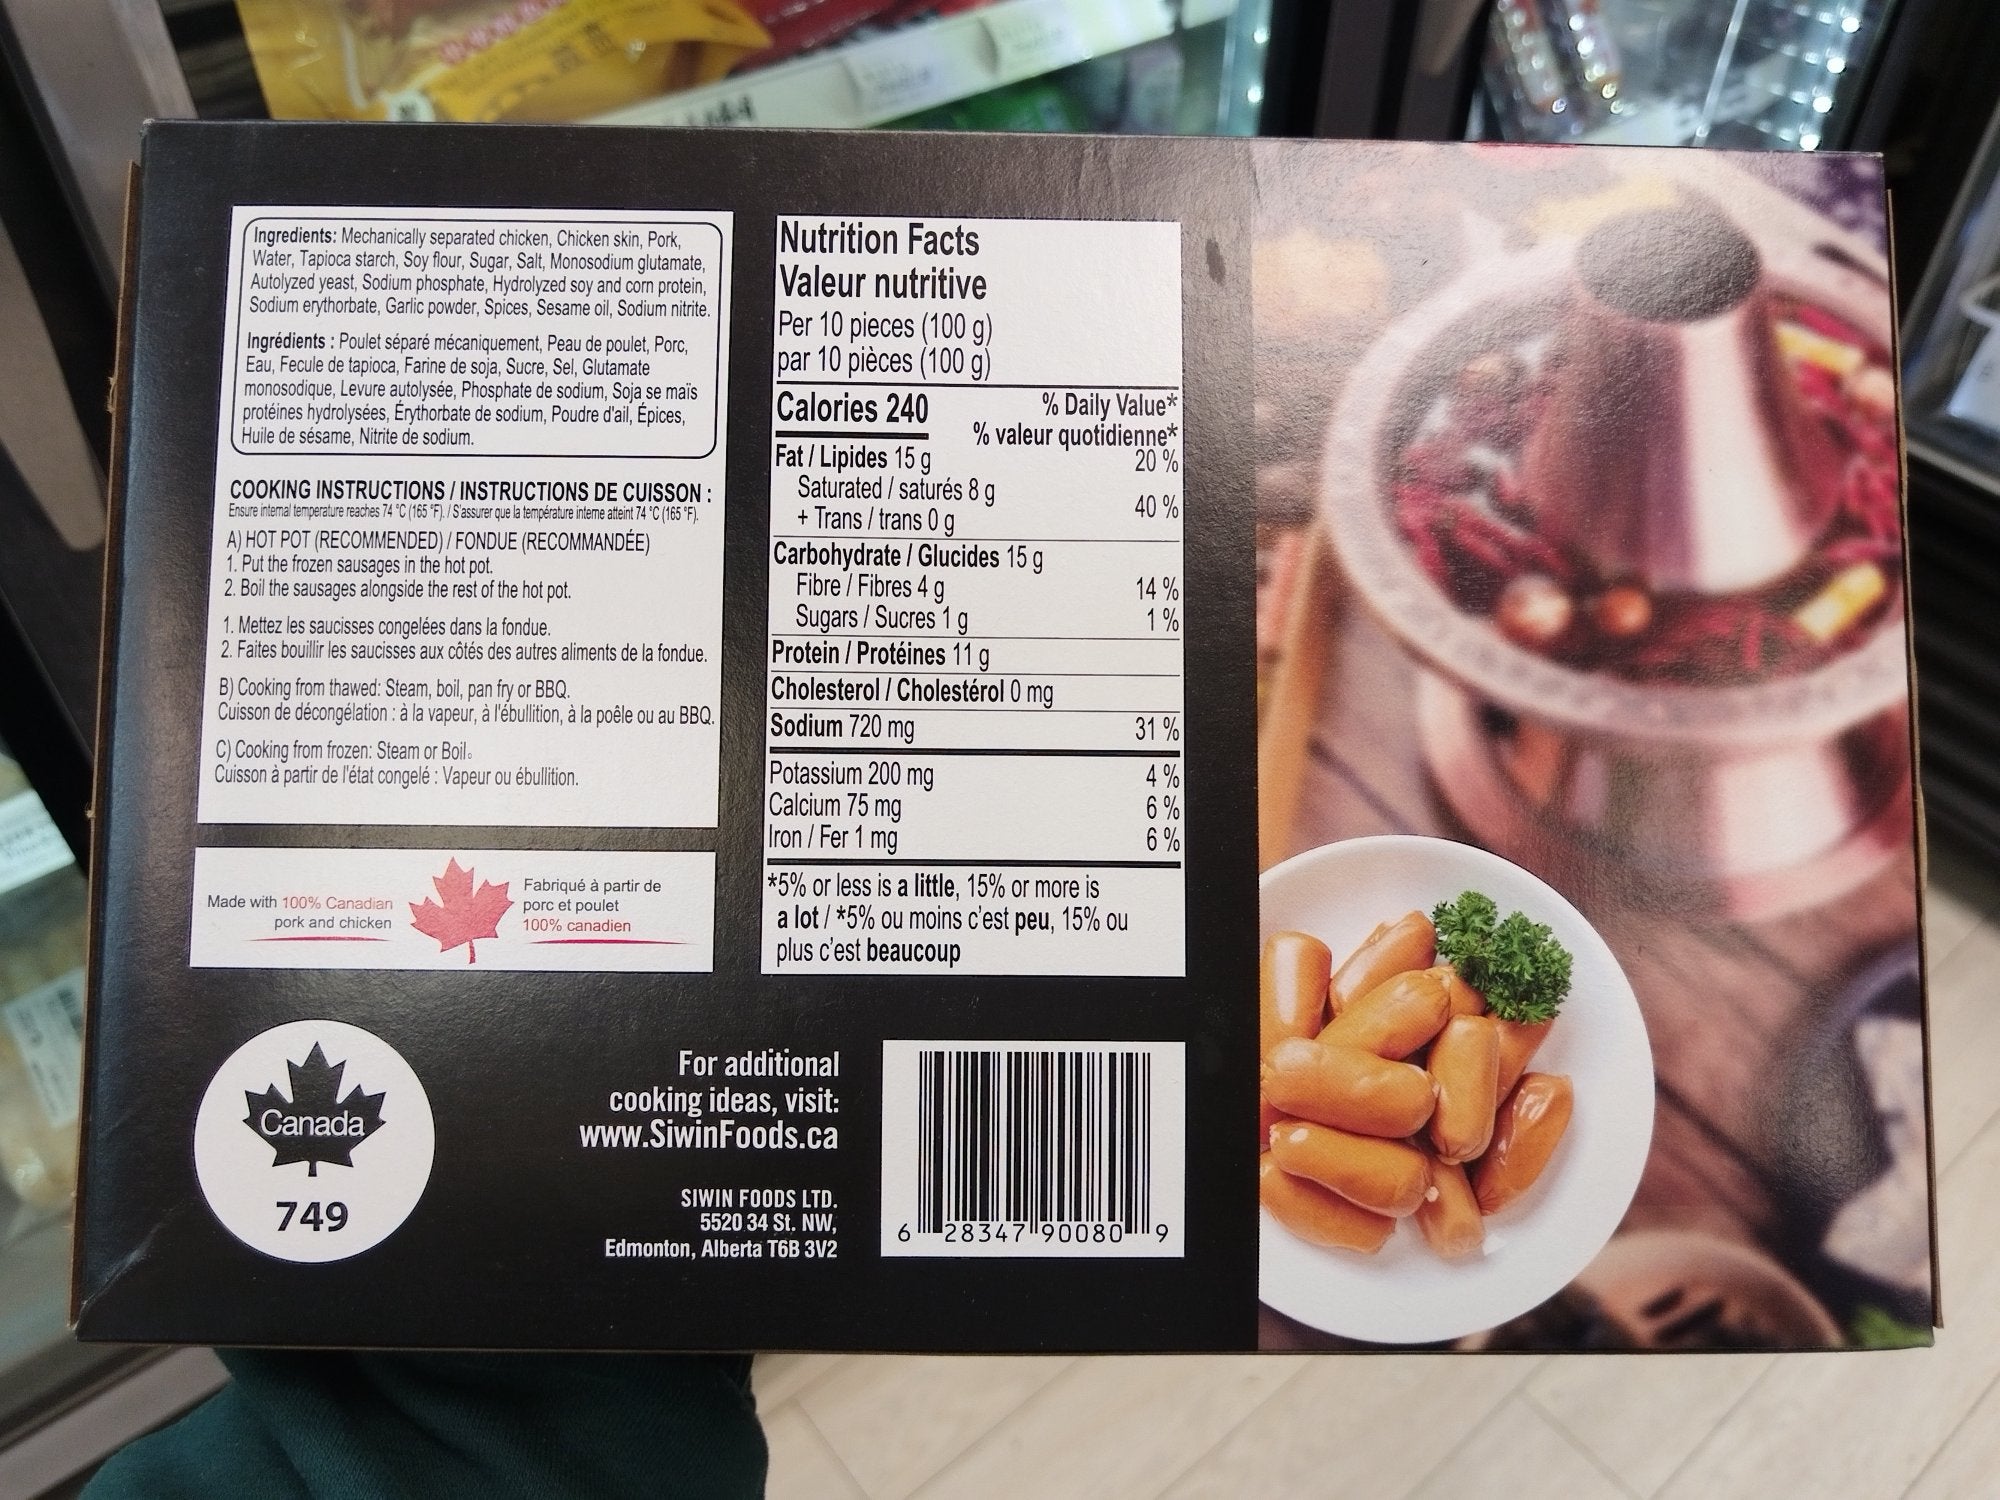 Ingredients: Mechanically separated chicken, Chicken skin, Pork,
Water, Tapioca starch, Soy flour, Sugar, Salt, Monosodium glutamate,
Autolyzed yeast, Sodium phosphate, Hydrolyzed soy and corn protein,
Sodium erythorbate, Garlic powder, Spices, Sesame oil, Sodium nitrite.
Ingrédients : Poulet séparé mécaniquement, Peau de poulet, Porc,
Eau, Fecule de tapioca, Farine de soja, Sucre, Sel, Glutamate
monosodique, Levure autolysée, Phosphate de sodium, Soja se maïs
protéines hydrolysées, Érythorbate de sodium, Poudre d'ail, Épices,
Huile de sésame, Nitrite de sodium.
COOKING INSTRUCTIONS / INSTRUCTIONS DE CUISSON :
Ensure internal temperature reaches 74 °C (165 °F). / S'assurer que la température interne atteint 74 °C (165 °F).
A) HOT POT (RECOMMENDED) / FONDUE (RECOMMANDÉE)
1. Put the frozen sausages in the hot pot.
2. Boil the sausages alongside the rest of the hot pot.
1. Mettez les saucisses congelées dans la fondue.
2. Faites bouillir les saucisses aux côtés des autres aliments de la fondue.
B) Cooking from thawed: Steam, boil, pan fry or BBQ.
Cuisson de décongélation : à la vapeur, à l'ébullition, à la poêle ou au BBQ.
C) Cooking from frozen: Steam or Boil。
Cuisson à partir de l'état congelé : Vapeur ou ébullition.
Made with 100% Canadian
pork and chicken
Fabriqué à partir de
porc et poulet
100% canadien
Canada
749
Nutrition Facts
Valeur nutritive
Per 10 pieces (100 g)
par 10 pièces (100 g)
Calories 240
% Daily Value*
% valeur quotidienne*
Fat / Lipides 15 g 20 %
Saturated / saturés 8 g
+ Trans / trans 0 g 40 %
Carbohydrate / Glucides 15 g
Fibre / Fibres 4 g 14 %
Sugars / Sucres 1 g 1 %
Protein / Protéines 11 g
Cholesterol / Cholestérol 0 mg
Sodium 720 mg 31 %
Potassium 200 mg 4 %
Calcium 75 mg 6 %
Iron / Fer 1 mg 6 %
*5% or less is a little, 15% or more is
a lot / *5% ou moins c'est peu, 15% ou
plus c'est beaucoup
For additional
cooking ideas, visit:
www.SiwinFoods.ca
SIWIN FOODS LTD.
5520 34 St. NW,
Edmonton, Alberta T6B 3V2
6 28347 90080 9